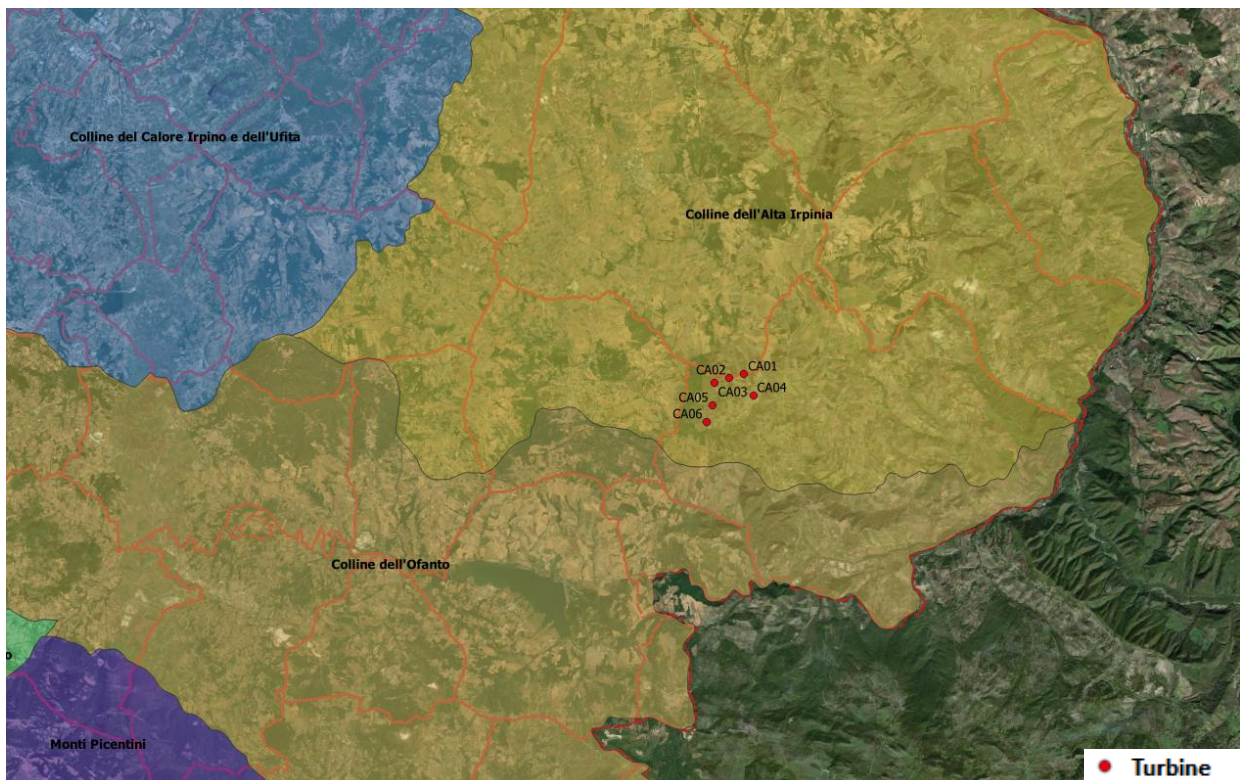 Colline del Calore Irpino e dell'Ufita
Colline dell'Alta Irpinia
CA02
CA01
CA03
CA04
CA05
CA06
Colline dell'Ofanto
o
Monti Picentini
Turbine